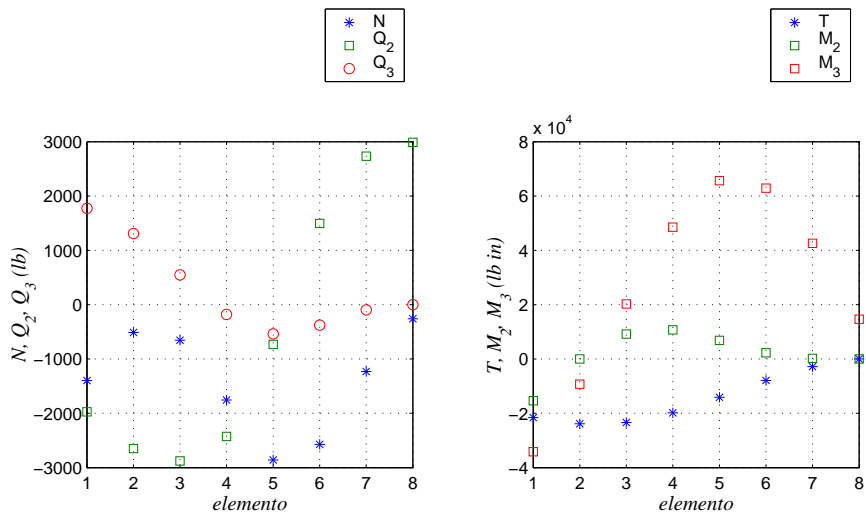 N
Q2
Q3
3000
2000
1000
0
−1000
−2000
−3000
1 2 3 4 5 6 7 8
N, Q2, Q3 (lb)
elemento
T
M2
M3
x 10^4
8
6
4
2
0
−2
−4
1 2 3 4 5 6 7 8
T, M2, M3 (lb in)
elemento